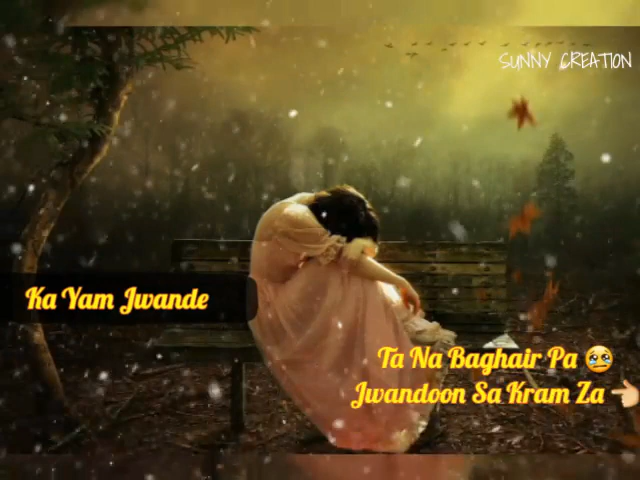 SUNNY CREATION
Ka Yam Jwande
Ta Na Baghair Pa 😢
Jwandoon Sa Kram Za 👈